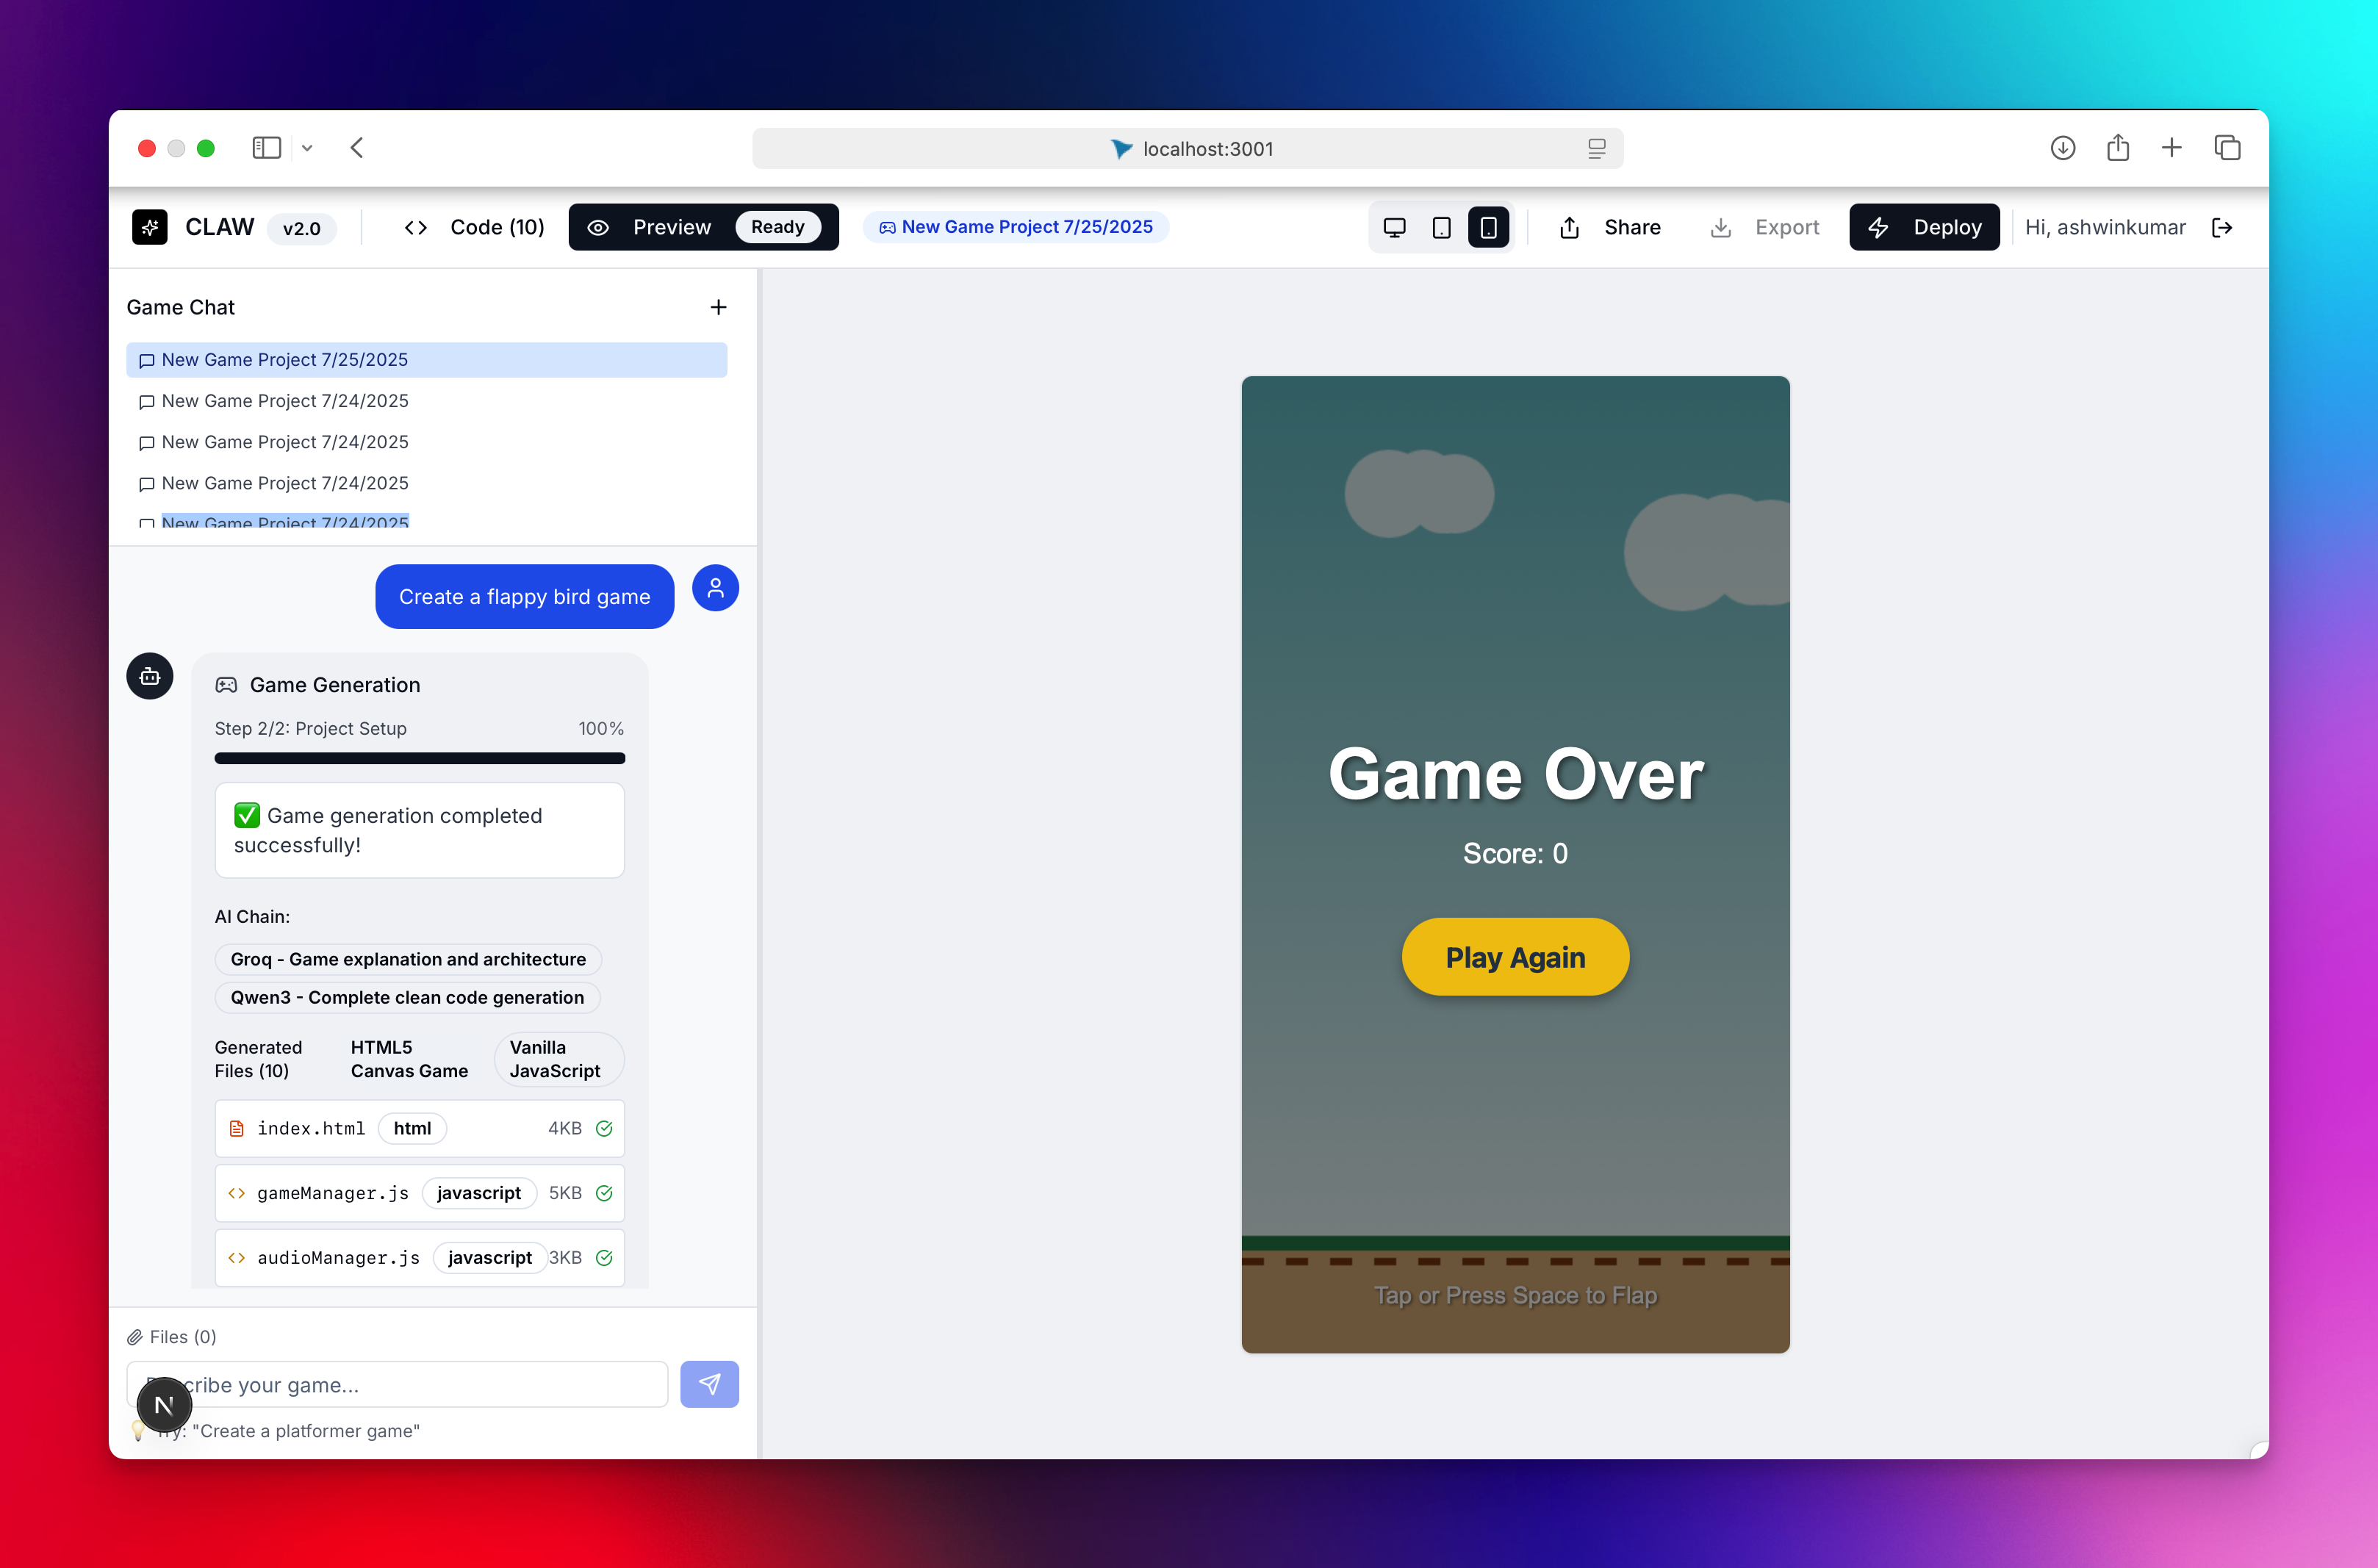 localhost:3001
CLAW v2.0 Code (10) Preview Ready New Game Project 7/25/2025 Share Export Deploy Hi, ashwinkumar
Game Chat
New Game Project 7/25/2025
New Game Project 7/24/2025
New Game Project 7/24/2025
New Game Project 7/24/2025
New Game Project 7/24/2025
Create a flappy bird game
Game Generation
Step 2/2: Project Setup 100%
✅ Game generation completed
successfully!
AI Chain:
Groq - Game explanation and architecture
Qwen3 - Complete clean code generation
Generated
Files (10)
HTML5
Canvas Game
Vanilla
JavaScript
index.html html 4KB
gameManager.js javascript 5KB
audioManager.js javascript 3KB
Files (0)
cribe your game...
N
"Create a platformer game"
Game Over
Score: 0
Play Again
Tap or Press Space to Flap